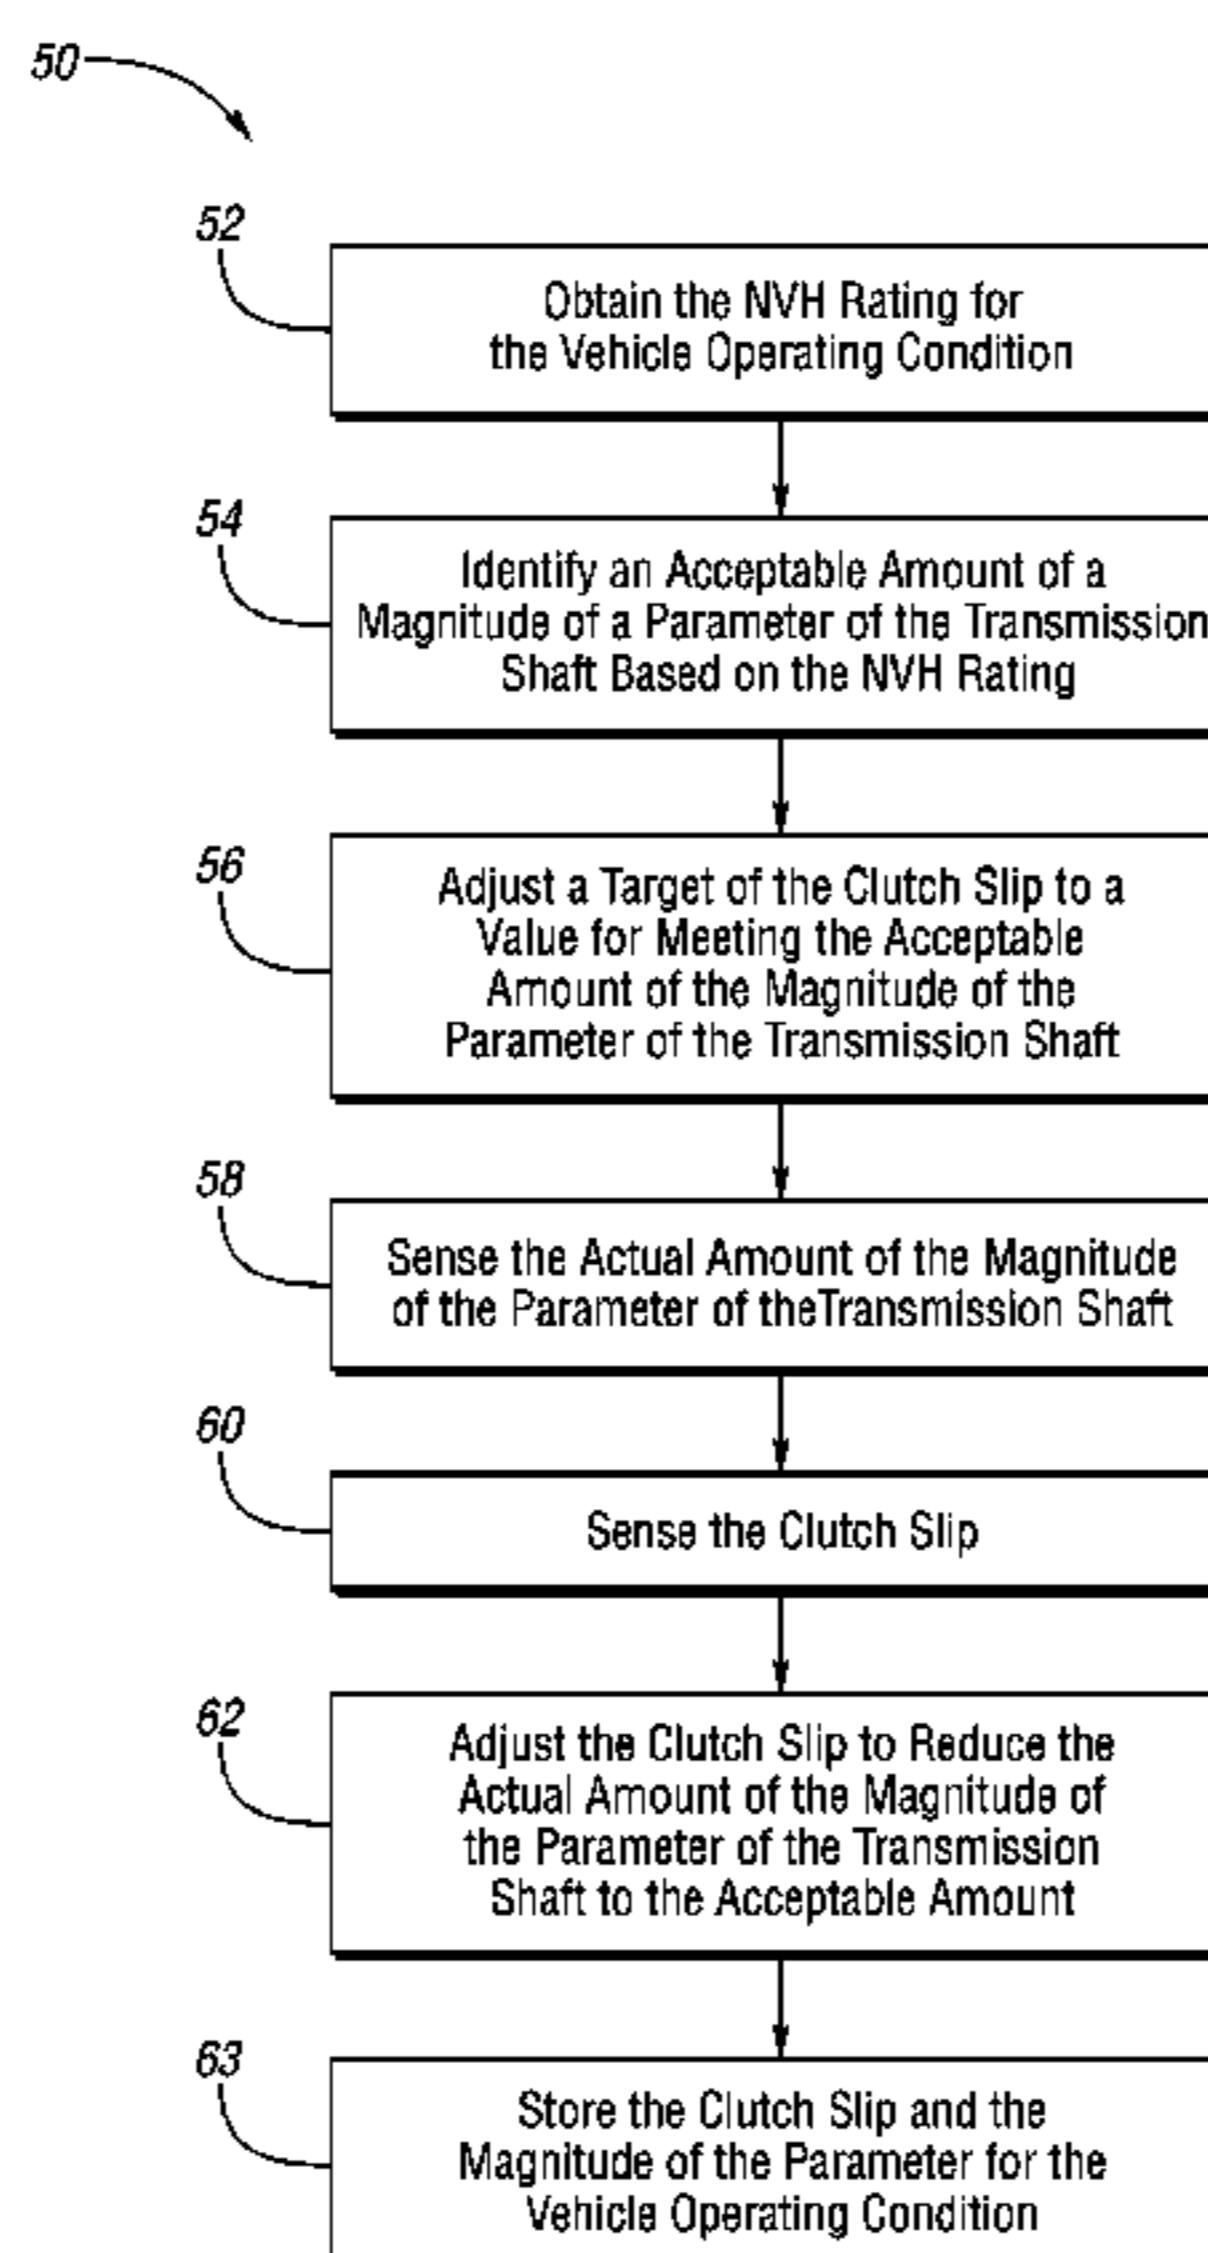 50
52
Obtain the NVH Rating for
the Vehicle Operating Condition
54
Identify an Acceptable Amount of a
Magnitude of a Parameter of the Transmission
Shaft Based on the NVH Rating
56
Adjust a Target of the Clutch Slip to a
Value for Meeting the Acceptable
Amount of the Magnitude of the
Parameter of the Transmission Shaft
58
Sense the Actual Amount of the Magnitude
of the Parameter of theTransmission Shaft
60
Sense the Clutch Slip
62
Adjust the Clutch Slip to Reduce the
Actual Amount of the Magnitude of
the Parameter of the Transmission
Shaft to the Acceptable Amount
63
Store the Clutch Slip and the
Magnitude of the Parameter for the
Vehicle Operating Condition